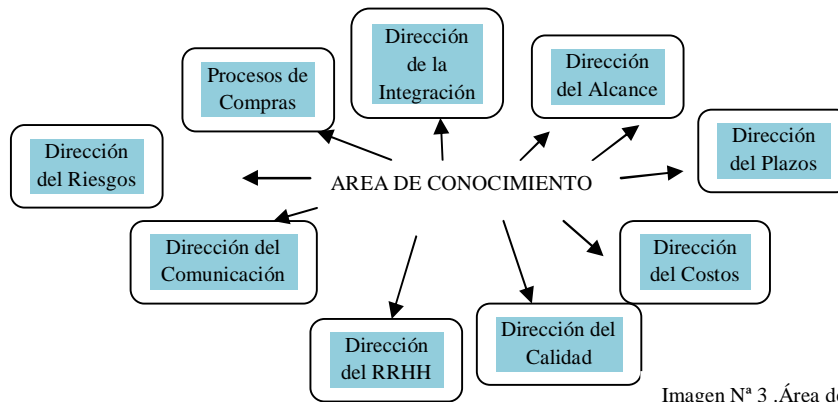 Dirección
de la
Integración
Procesos de
Compras
Dirección
del Alcance
Dirección
del Plazos
Dirección
del Riesgos
AREA DE CONOCIMIENTO
Dirección del
Comunicación
Dirección
del Costos
Dirección
del RRHH
Dirección del
Calidad
Imagen Nª 3 .Área de